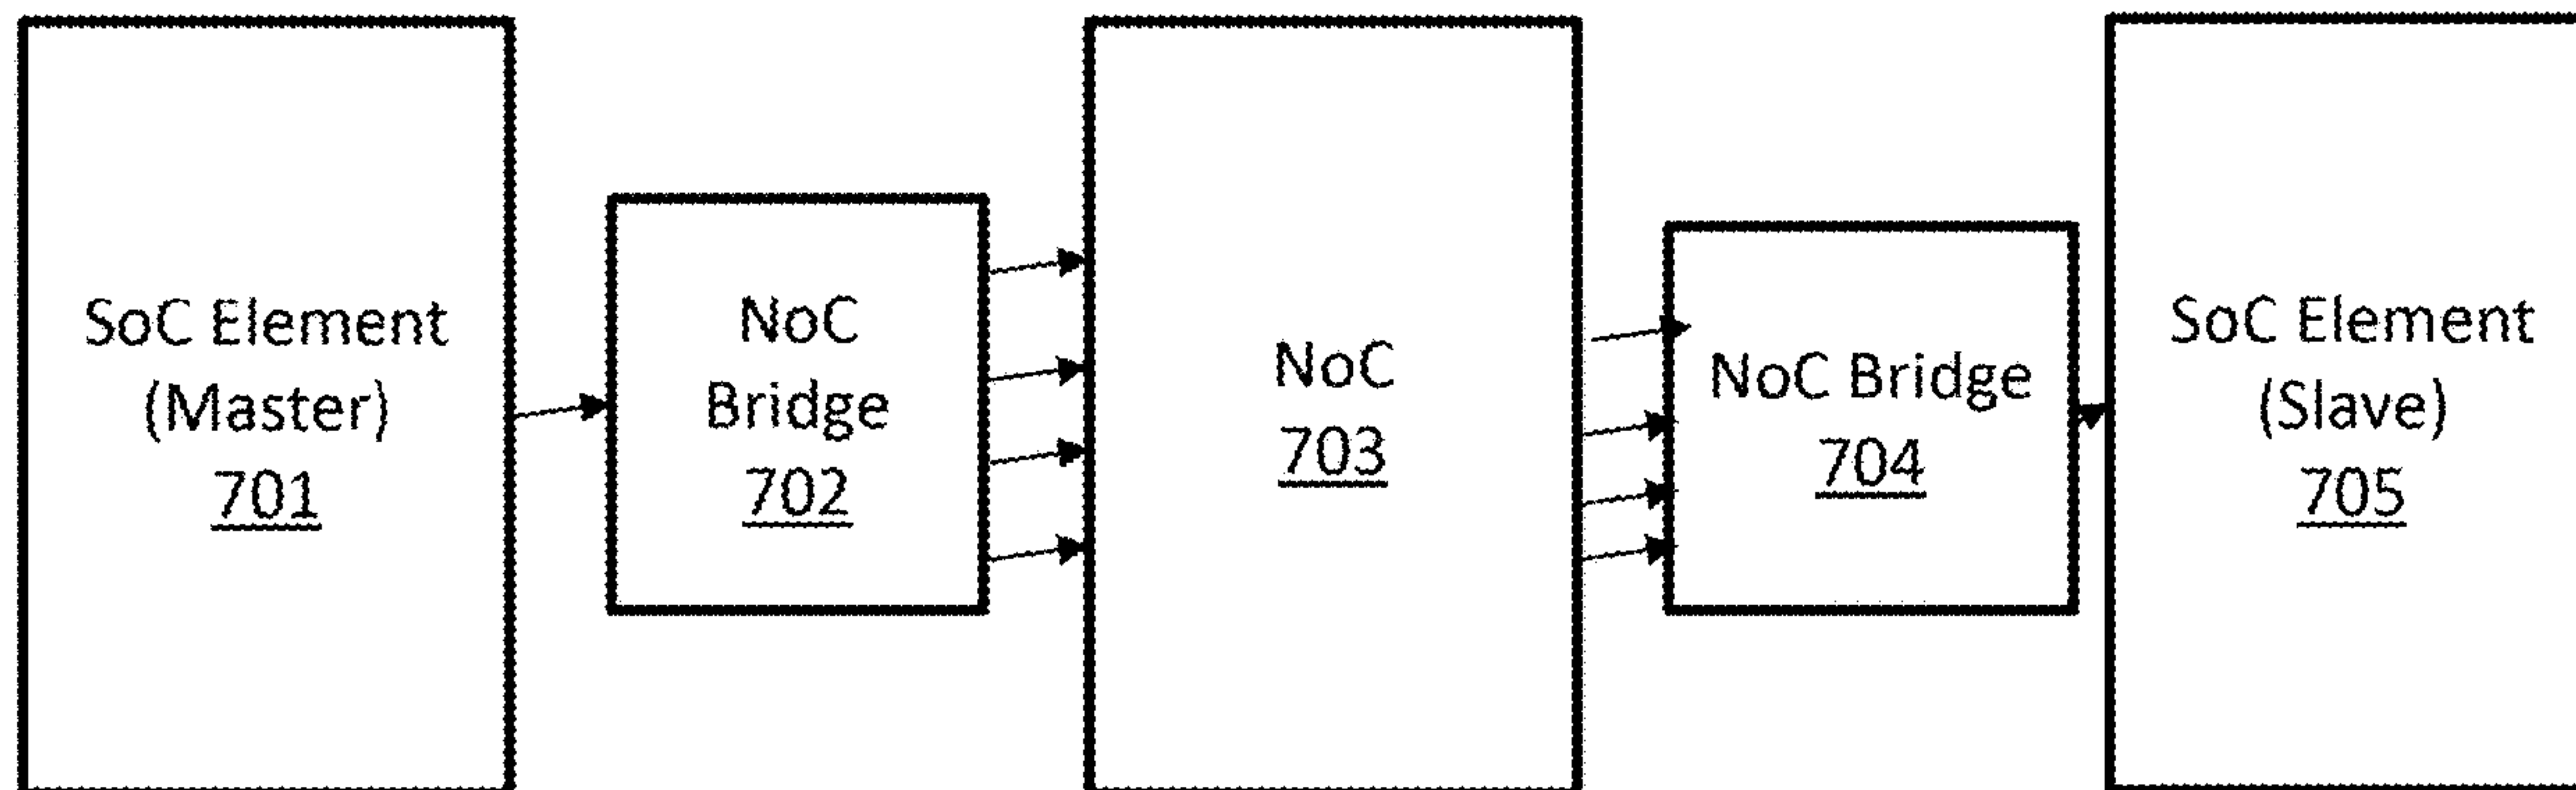 SoC Element
(Master)
701
NoC
Bridge
702
NoC
703
NoC Bridge
704
SoC Element
(Slave)
705